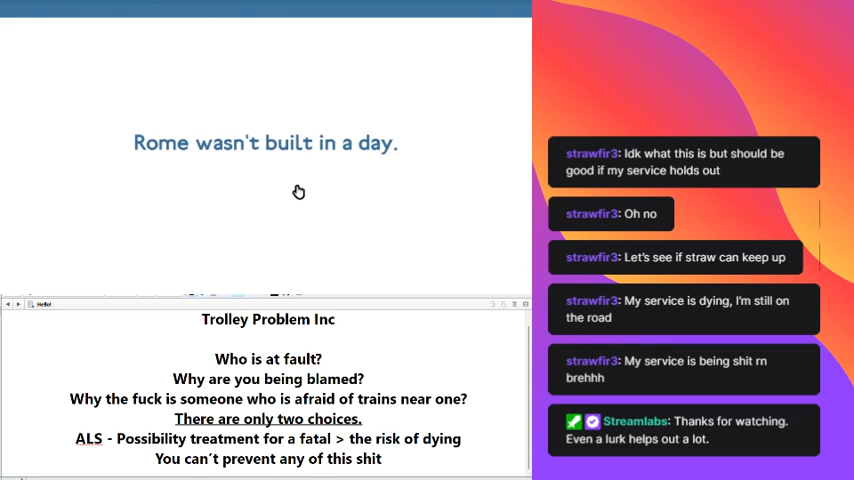 Rome wasn't built in a day.
Hello!
Trolley Problem Inc
Who is at fault?
Why are you being blamed?
Why the fuck is someone who is afraid of trains near one?
There are only two choices.
ALS - Possibility treatment for a fatal > the risk of dying
You can't prevent any of this shit
strawfir3: Idk what this is but should be
good if my service holds out
strawfir3: Oh no
strawfir3: Let's see if straw can keep up
strawfir3: My service is dying, I'm still on
the road
strawfir3: My service is being shit rn
brehhh
Streamlabs: Thanks for watching.
Even a lurk helps out a lot.